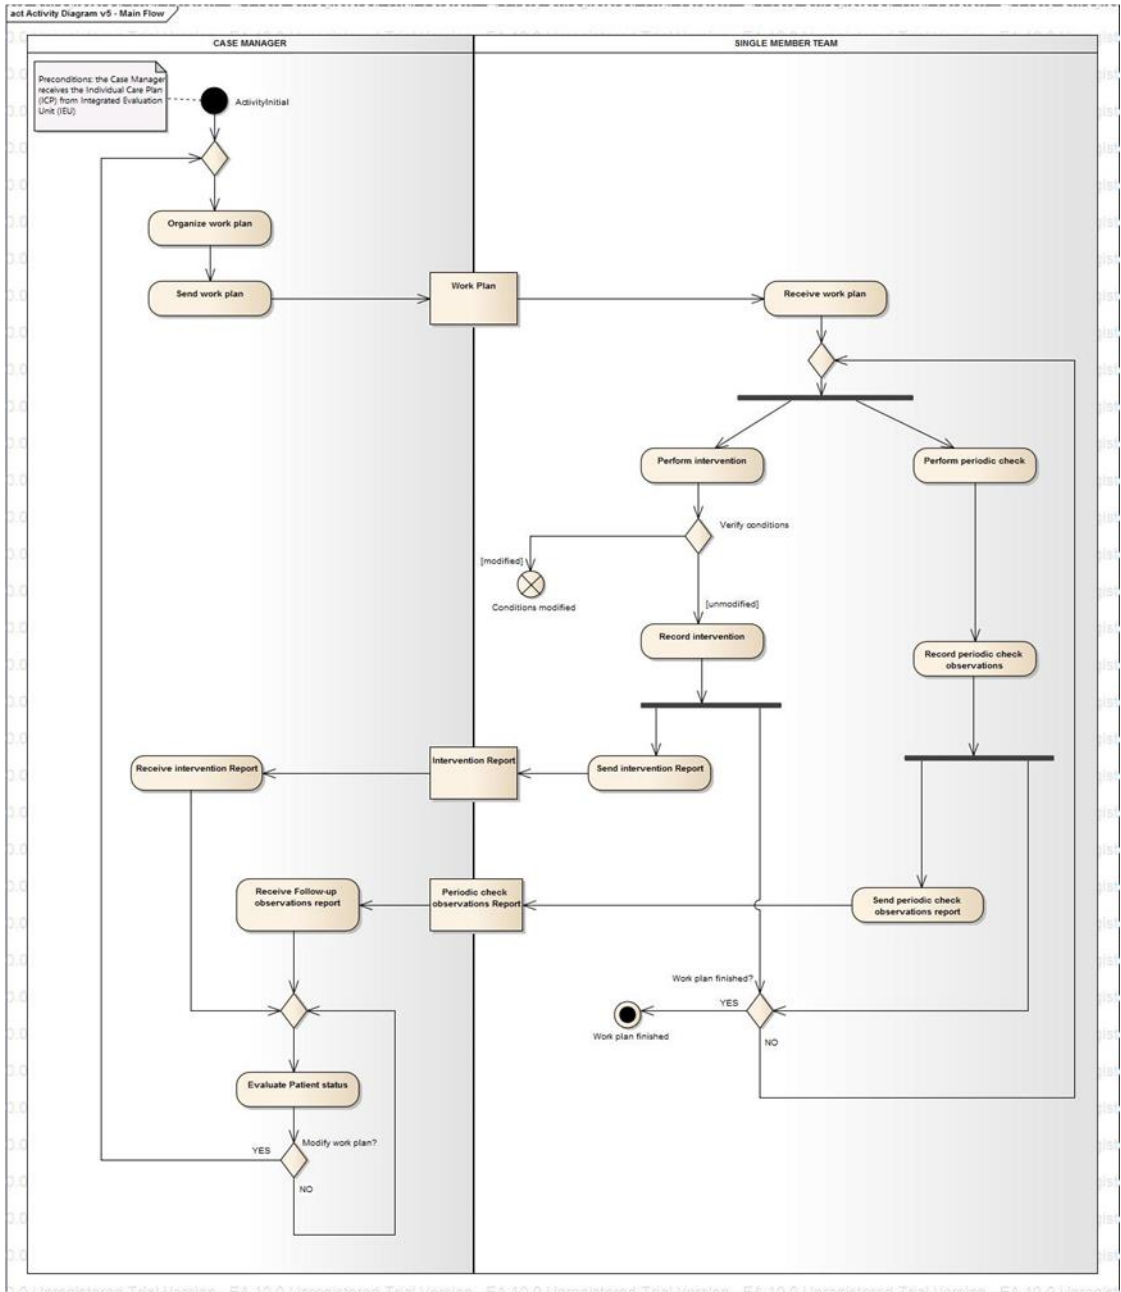 act Activity Diagram v5 - Main Flow
CASE MANAGER
SINGLE MEMBER TEAM
Preconditions: the Case Manager
receives the Individual Care Plan
(ICP) from Integrated Evaluation
Unit (IEU)
ActivityInitial
Organize work plan
Send work plan
Work Plan
Receive work plan
Perform intervention
Perform periodic check
Verify conditions
[modified]
Conditions modified
[unmodified]
Record intervention
Record periodic check
observations
Receive intervention Report
Intervention Report
Send intervention Report
Receive Follow-up
observations report
Periodic check
observations Report
Send periodic check
observations report
Work plan finished?
YES
Work plan finished
NO
Evaluate Patient status
Modify work plan?
YES
NO